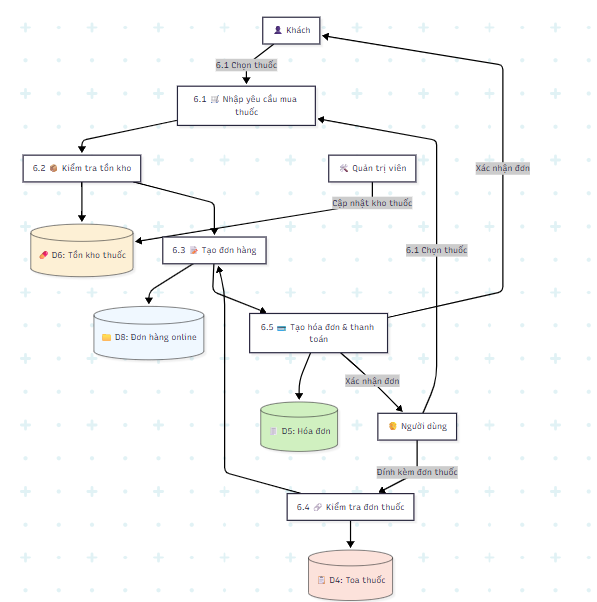 👤 Khách
6.1 Chọn thuốc
6.1 🛒 Nhập yêu cầu mua
thuốc
6.2 📦 Kiểm tra tồn kho
🛠️ Quản trị viên
Xác nhận đơn
Cập nhật kho thuốc
💊 D6: Tồn kho thuốc
6.3 Tạo đơn hàng
6.1 Chọn thuốc
D8: Đơn hàng online
6.5 💳 Tạo hóa đơn & thanh
toán
Xác nhận đơn
🧾 D5: Hóa đơn
Người dùng
Đính kèm đơn thuốc
6.4 🔗 Kiểm tra đơn thuốc
📋 D4: Toa thuốc